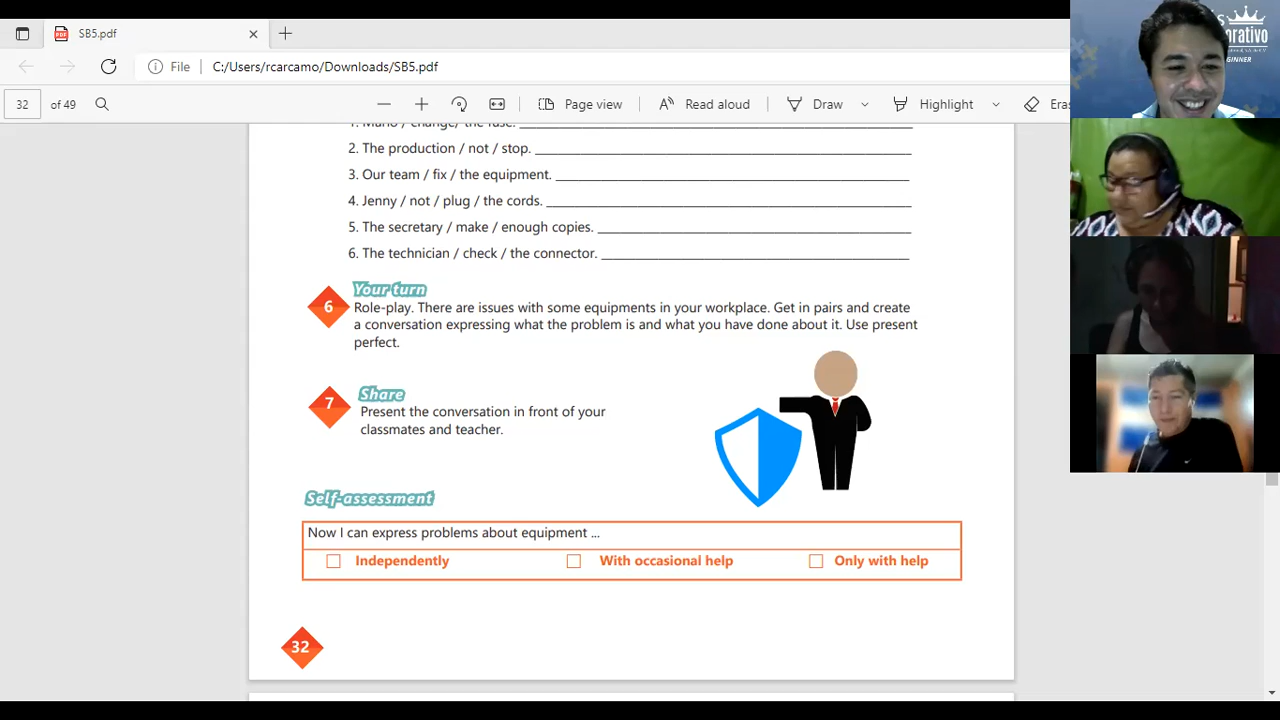 SB5.pdf
File
C:/Users/rcarcamo/Downloads/SB5.pdf
32 of 49
Page view
Read aloud
Draw
Highlight
1. Mario / change/ the fuse.
2. The production / not / stop.
3. Our team / fix / the equipment.
4. Jenny / not / plug / the cords.
5. The secretary / make / enough copies.
6. The technician / check / the connector.
6
Your turn
Role-play. There are issues with some equipments in your workplace. Get in pairs and create
a conversation expressing what the problem is and what you have done about it. Use present
perfect.
7
Share
Present the conversation in front of your
classmates and teacher.
Self-assessment
Now I can express problems about equipment ...
Independently
With occasional help
Only with help
32